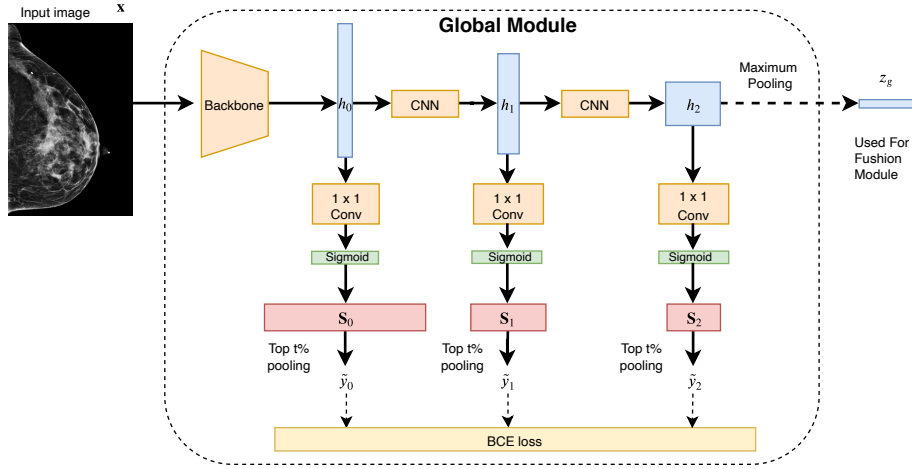 Input image x
Global Module
Backbone
h₀
CNN
h₁
CNN
h₂
Maximum
Pooling
z_g
Used For
Fushion
Module
1 x 1
Conv
1 x 1
Conv
1 x 1
Conv
Sigmoid
Sigmoid
Sigmoid
S₀
S₁
S₂
Top t%
pooling
Top t%
pooling
Top t%
pooling
ỹ₀
ỹ₁
ỹ₂
BCE loss